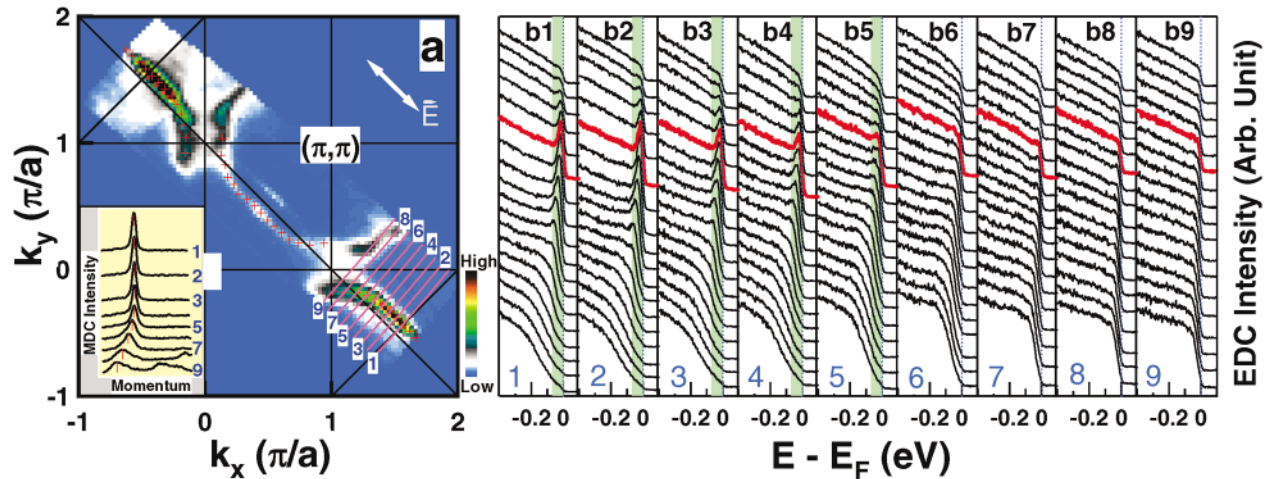 a
E
(π,π)
2
1
0
-1
k_y (π/a)
-1 0 1 2
k_x (π/a)
8
6
4
2
9
7
5
3
1
High
Low
MDC Intensity
1
2
3
5
7
9
Momentum
b1 b2 b3 b4 b5 b6 b7 b8 b9
1 2 3 4 5 6 7 8 9
-0.2 0 -0.2 0 -0.2 0 -0.2 0 -0.2 0 -0.2 0 -0.2 0 -0.2 0 -0.2 0
E - E_F (eV)
EDC Intensity (Arb. Unit)